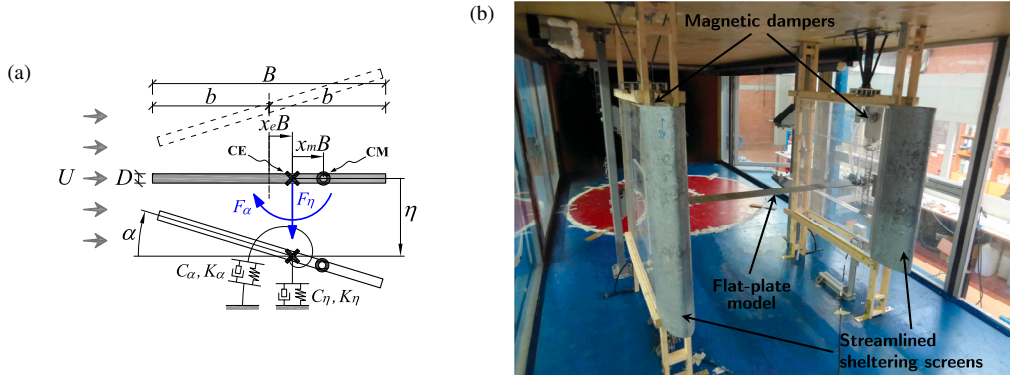 (a)
B
b b
x_eB
x_mB
CE CM
U D
F_α F_η
η
α
C_α, K_α
C_η, K_η
(b)
Magnetic dampers
Flat-plate
model
Streamlined
sheltering screens